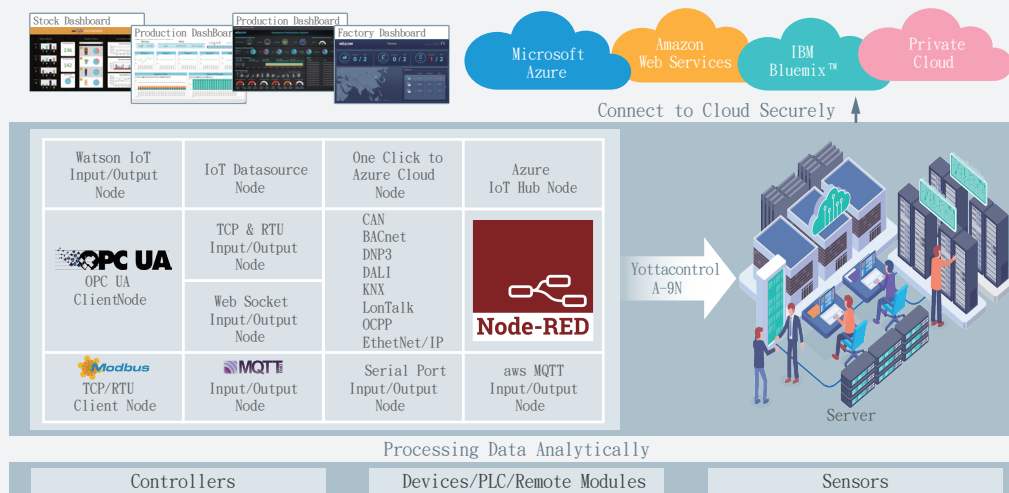 Stock Dashboard
Production DashBoard
Production DashBoar
Factory Dashboard
Microsoft
Azure
Amazon
Web Services
IBM
Bluemix™
Private
Cloud
Connect to Cloud Securely
Watson IoT
Input/Output
Node
IoT Datasource
Node
One Click to
Azure Cloud
Node
Azure
IoT Hub Node
OPC UA
OPC UA
ClientNode
TCP & RTU
Input/Output
Node
Web Socket
Input/Output
Node
CAN
BACnet
DNP3
DALI
KNX
LonTalk
OCPP
EthetNet/IP
Node-RED
Modbus
TCP/RTU
Client Node
MQTT
Input/Output
Node
Serial Port
Input/Output
Node
aws MQTT
Input/Output
Node
Yottacontrol
A-9N
Server
Processing Data Analytically
Controllers
Devices/PLC/Remote Modules
Sensors